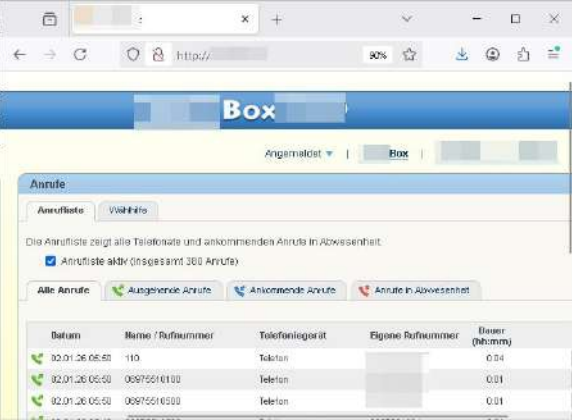 http://
90%
Box
Angemeldet | Box |
Anrufe
Anrufliste Wählhilfe
Die Anrufliste zeigt alle Telefonate und ankommenden Anrufe in Abwesenheit.
Anrufliste aktiv (insgesamt 380 Anrufe)
Alle Anrufe Ausgehende Anrufe Ankommende Anrufe Anrufe in Abwesenheit
Datum Name / Rufnummer Telefoniegerät Eigene Rufnummer Dauer (hh:mm)
02.01.26 05:50 110 Telefon 0:04
02.01.26 05:50 Telefon 0:01
02.01.26 05:50 Telefon 0:01